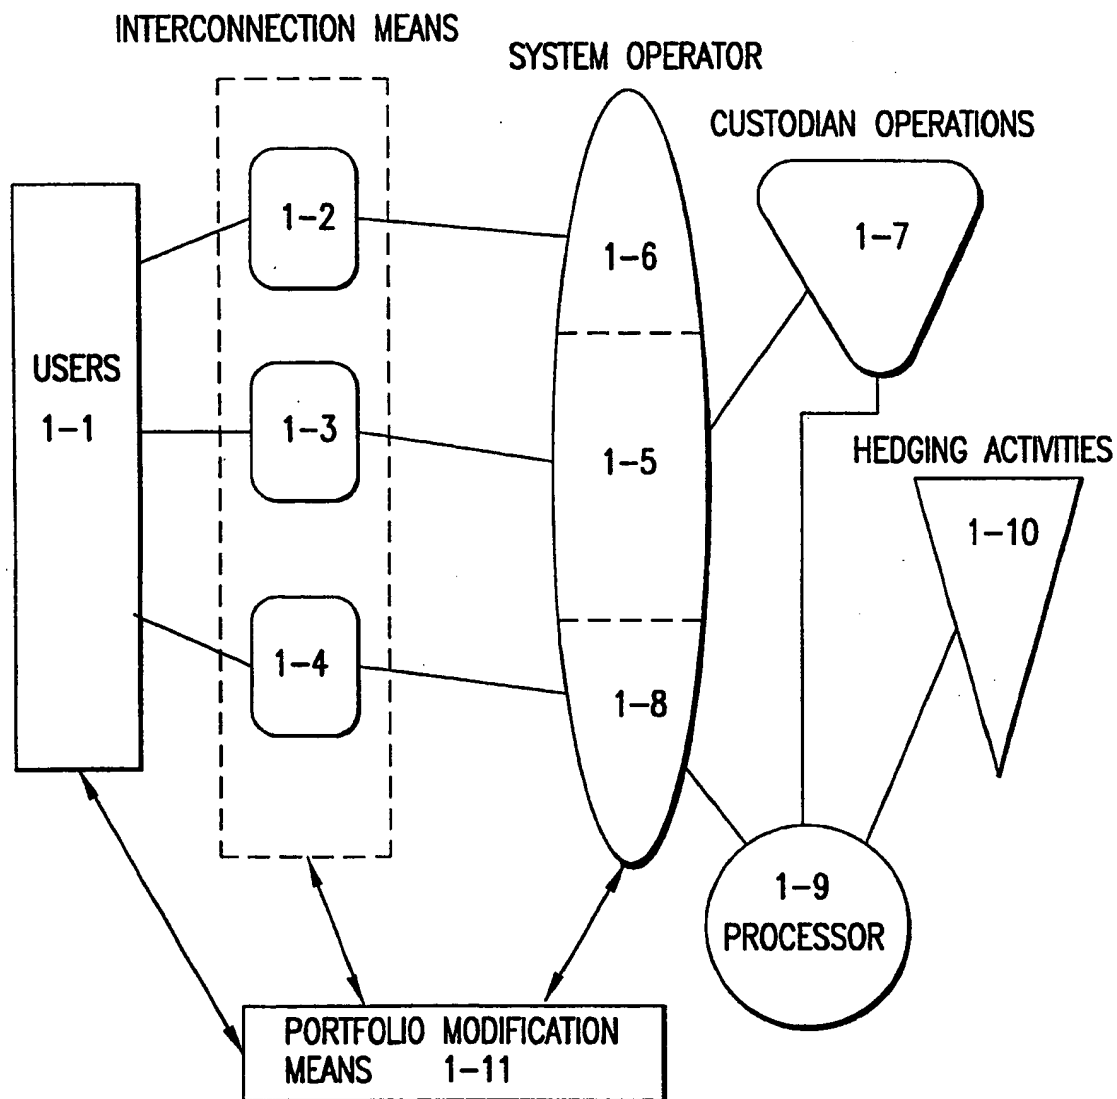 INTERCONNECTION MEANS
SYSTEM OPERATOR
CUSTODIAN OPERATIONS
1-2
1-6
1-7
USERS
1-1
1-3
1-5
HEDGING ACTIVITIES
1-10
1-4
1-8
1-9
PROCESSOR
PORTFOLIO MODIFICATION
MEANS 1-11